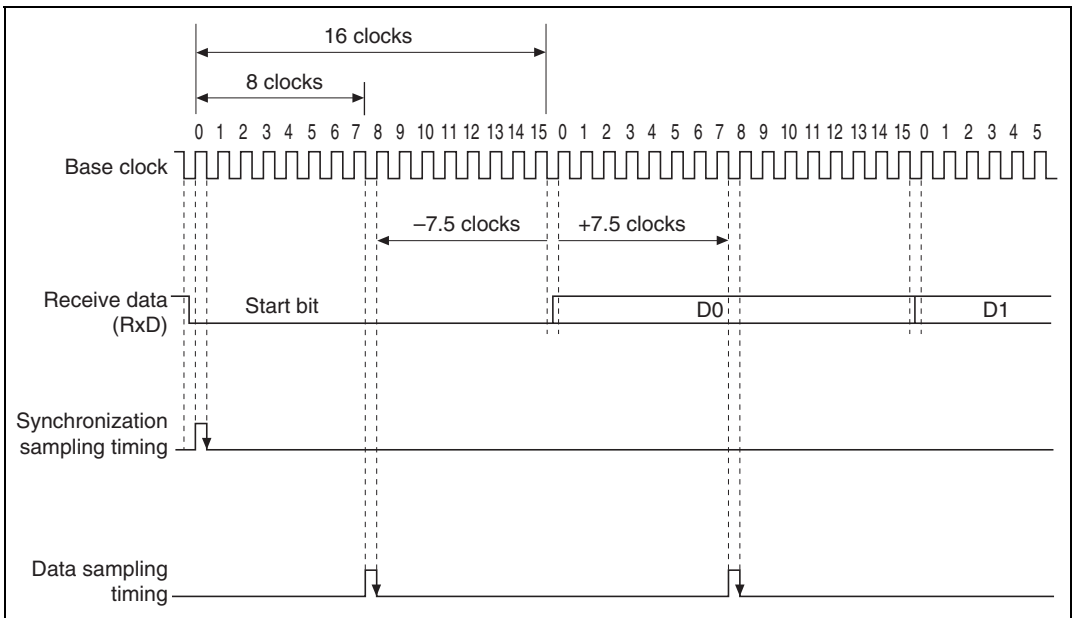 16 clocks
8 clocks
0 1 2 3 4 5 6 7 8 9 10 11 12 13 14 15 0 1 2 3 4 5 6 7 8 9 10 11 12 13 14 15 0 1 2 3 4 5
Base clock
–7.5 clocks
+7.5 clocks
Receive data
(RxD)
Start bit
D0
D1
Synchronization
sampling timing
Data sampling
timing